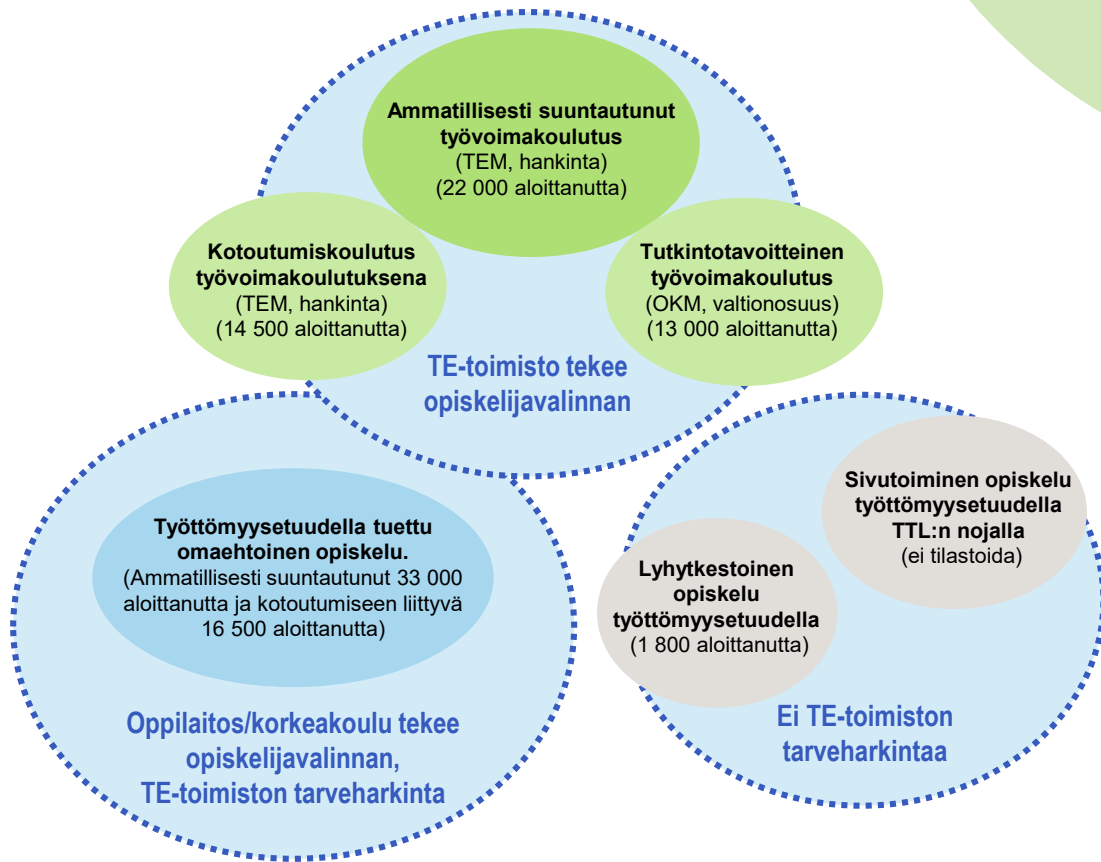 Ammatillisesti suuntautunut
työvoimakoulutus
(TEM, hankinta)
(22 000 aloittanutta)
Kotoutumiskoulutus
työvoimakoulutuksena
(TEM, hankinta)
(14 500 aloittanutta)
Tutkintotavoitteinen
työvoimakoulutus
(OKM, valtionosuus)
(13 000 aloittanutta)
TE-toimisto tekee
opiskelijavalinnan
Työttömyysetuudella tuettu
omaehtoinen opiskelu.
(Ammatillisesti suuntautunut 33 000
aloittanutta ja kotoutumiseen liittyvä
16 500 aloittanutta)
Oppilaitos/korkeakoulu tekee
opiskelijavalinnan,
TE-toimiston tarveharkinta
Sivutoiminen opiskelu
työttömyysetuudella
TTL:n nojalla
(ei tilastoida)
Lyhytkestoinen
opiskelu
työttömyysetuudella
(1 800 aloittanutta)
Ei TE-toimiston
tarveharkintaa